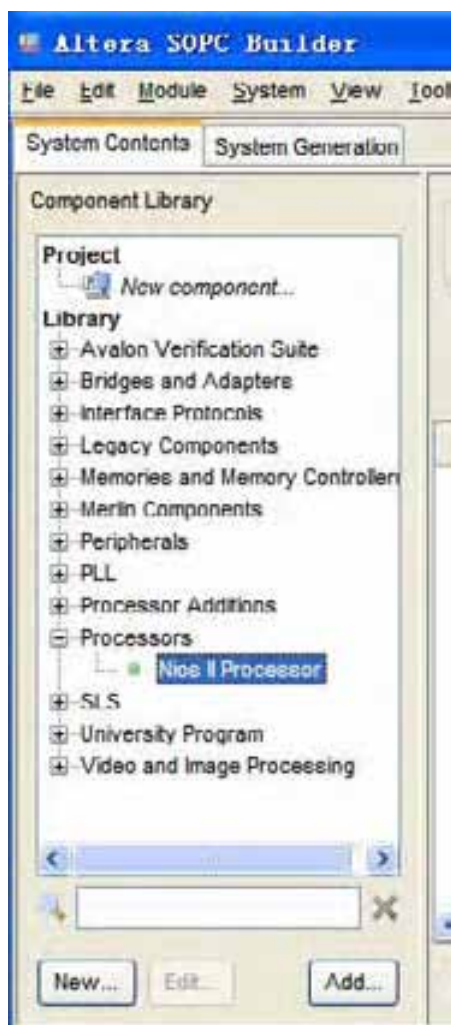 Altera SOPC Builder
File Edit Module System View Tool
System Contents System Generation
Component Library
Project
New component...
Library
Avalon Verification Suite
Bridges and Adapters
Interface Protocols
Legacy Components
Memories and Memory Controllers
Merlin Components
Peripherals
PLL
Processor Additions
Processors
Nios II Processor
SLS
University Program
Video and Image Processing
New... Edit... Add...